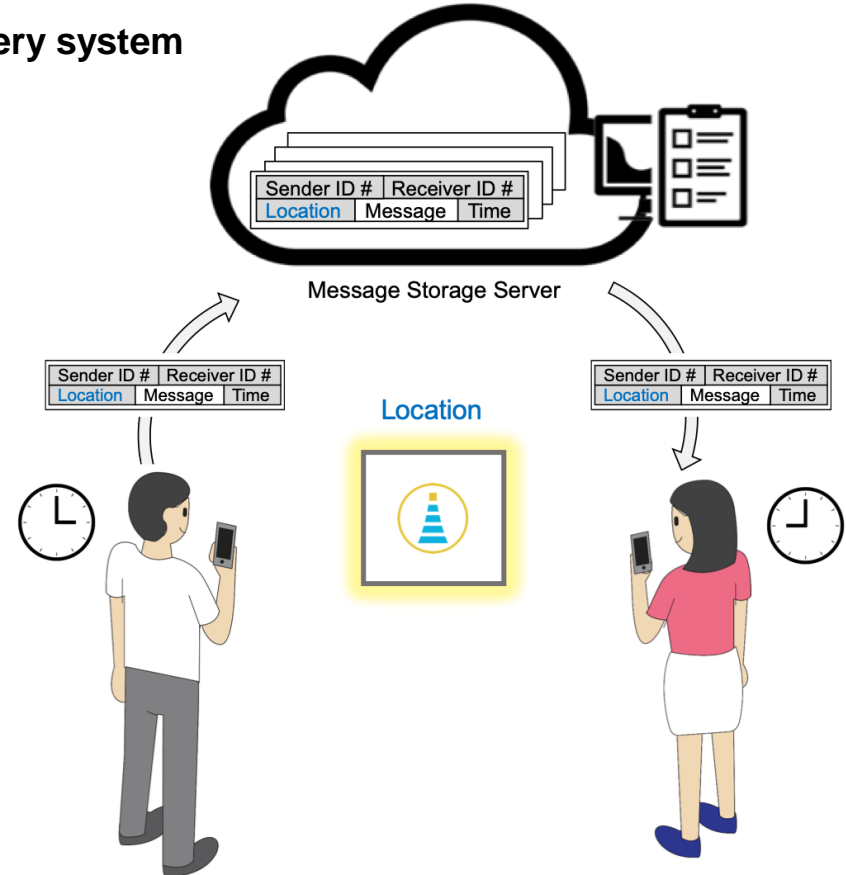 ery system
Sender ID # Receiver ID #
Location Message Time
Message Storage Server
Sender ID # Receiver ID #
Location Message Time
Sender ID # Receiver ID #
Location Message Time
Location